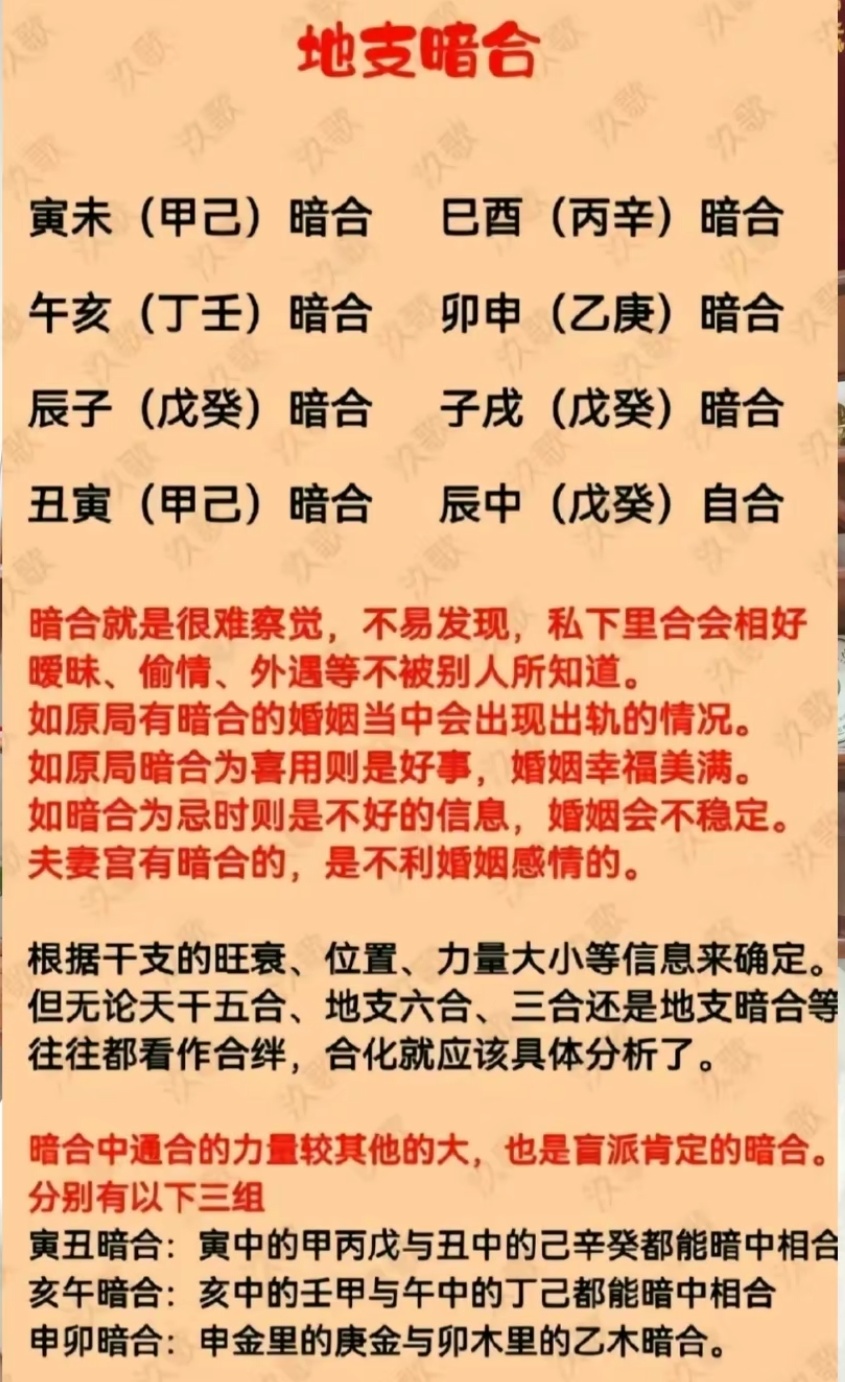 地支暗合
寅未（甲己）暗合 巳酉（丙辛）暗合
午亥（丁壬）暗合 卯申（乙庚）暗合
辰子（戊癸）暗合 子戌（戊癸）暗合
丑寅（甲己）暗合 辰中（戊癸）自合
暗合就是很难察觉，不易发现，私下里合会相好
暧昧、偷情、外遇等不被别人所知道。
如原局有暗合的婚姻当中会出现出轨的情况。
如原局暗合为喜用则是好事，婚姻幸福美满。
如暗合为忌时则是不好的信息，婚姻会不稳定。
夫妻宫有暗合的，是不利婚姻感情的。
根据干支的旺衰、位置、力量大小等信息来确定。
但无论天干五合、地支六合、三合还是地支暗合等
往往都看作合绊，合化就应该具体分析了。
暗合中通合的力量较其他的大，也是盲派肯定的暗合。
分别有以下三组
寅丑暗合：寅中的甲丙戊与丑中的己辛癸都能暗中相合
亥午暗合：亥中的壬甲与午中的丁己都能暗中相合
申卯暗合：申金里的庚金与卯木里的乙木暗合。